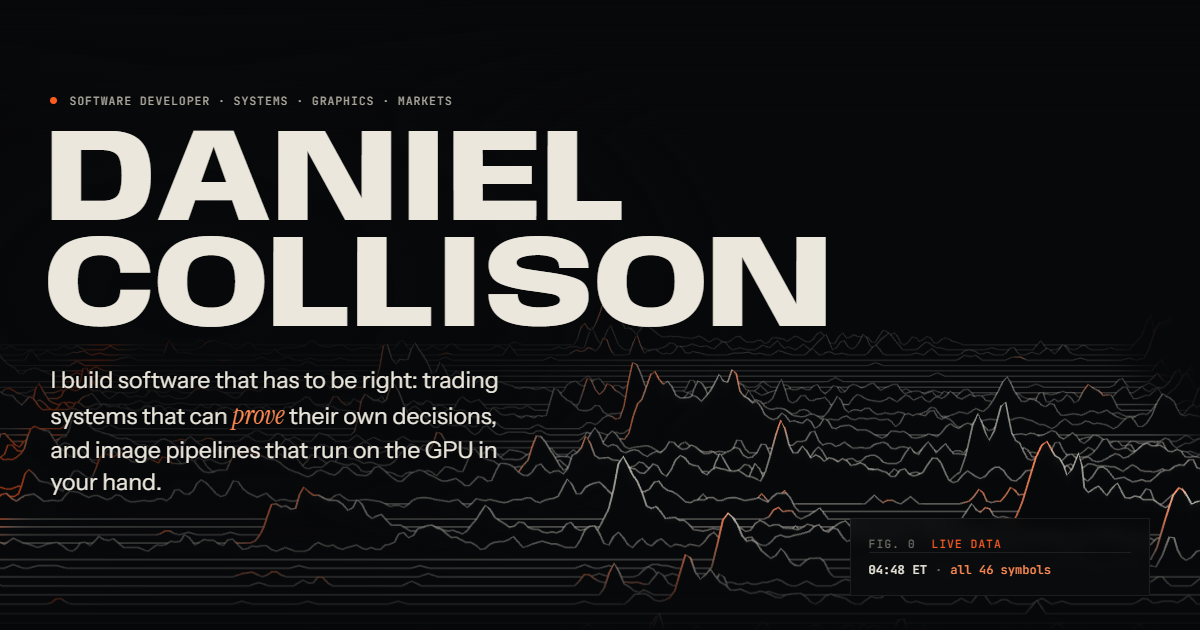 SOFTWARE DEVELOPER · SYSTEMS · GRAPHICS · MARKETS
DANIEL
COLLISON
I build software that has to be right: trading
systems that can prove their own decisions,
and image pipelines that run on the GPU in
your hand.
FIG. 0 LIVE DATA
04:48 ET · all 46 symbols